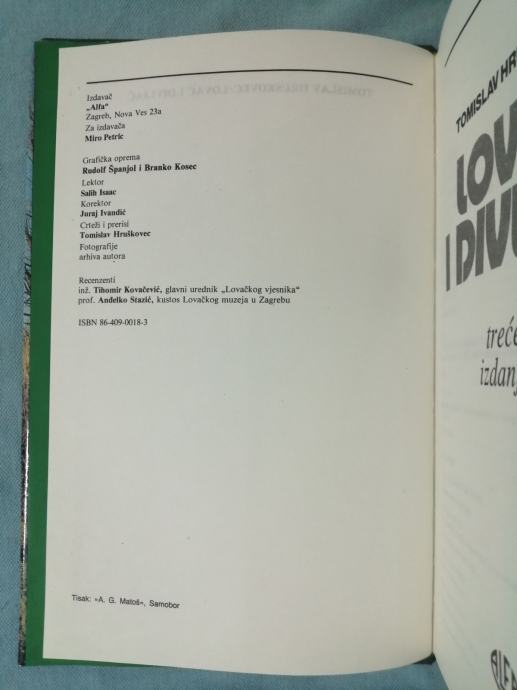 Izdavač
„Alfa“
Zagreb, Nova Ves 23a
Za izdavača
Miro Petric
Grafička oprema
Rudolf Španjol i Branko Kosec
Lektor
Salih Isaac
Korektor
Juraj Ivandić
Crteži i prerisi
Tomislav Hruškovec
Fotografije
arhiva autora
Recenzenti
inž. Tihomir Kovačević, glavni urednik „Lovačkog vjesnika“
prof. Anđelko Stazić, kustos Lovačkog muzeja u Zagrebu
ISBN 86-409-0018-3
Tisak: »A. G. Matoš«, Samobor
TOMISLAV HR
LOV
I DIV
treće
izdanj
ALFA